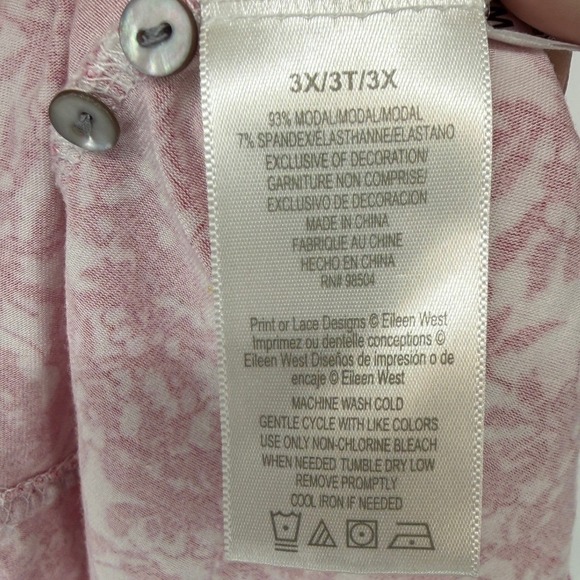 3X/3T/3X
93% MODAL/MODAL/MODAL
7% SPANDEX/ELASTHANNE/ELASTANO
EXCLUSIVE OF DECORATION/
GARNITURE NON COMPRISE/
EXCLUSIVO DE DECORACION
MADE IN CHINA
FABRIQUE AU CHINE
HECHO EN CHINA
RN# 98504
Print or Lace Designs © Eileen West
Imprimez ou dentelle conceptions ©
Eileen West Diseños de impresión o de
encaje © Eileen West
MACHINE WASH COLD
GENTLE CYCLE WITH LIKE COLORS
USE ONLY NON-CHLORINE BLEACH
WHEN NEEDED TUMBLE DRY LOW
REMOVE PROMPTLY
COOL IRON IF NEEDED